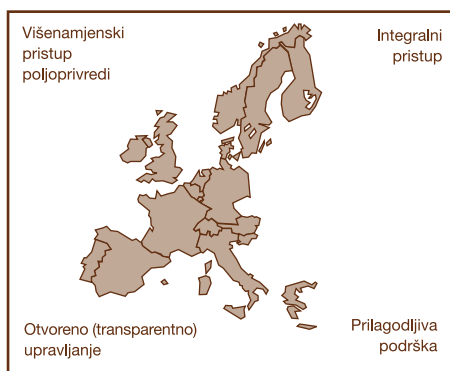 Višenamjenski
pristup
poljoprivredi
Integralni
pristup
Otvoreno (transparentno)
upravljanje
Prilagodljiva
podrška